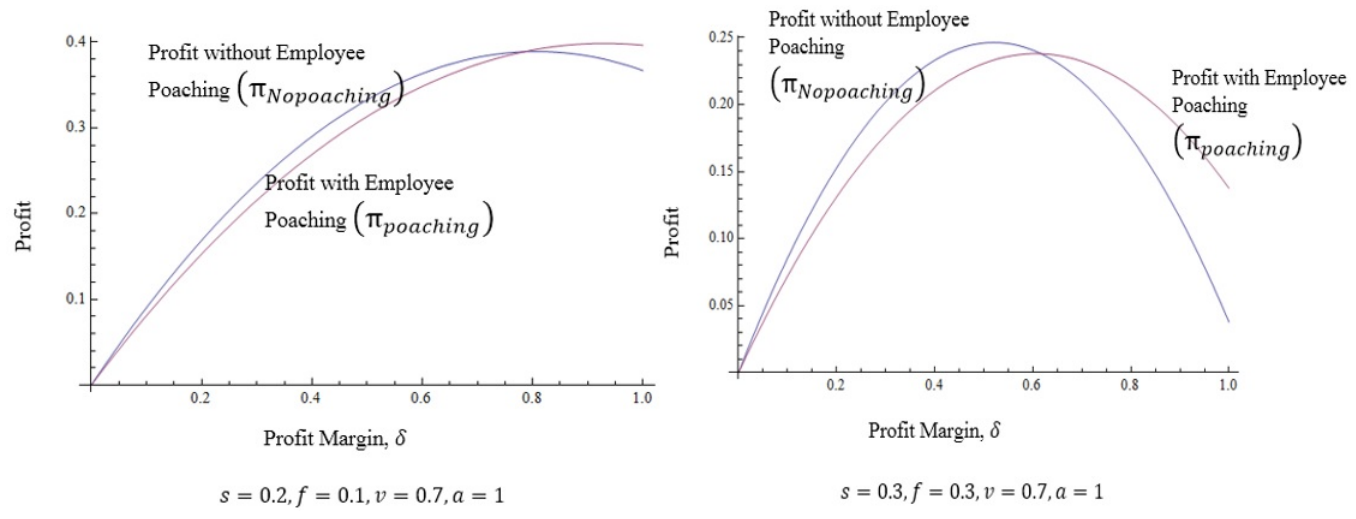 Profit without Employee
Poaching (π_Nopoaching)
Profit with Employee
Poaching (π_poaching)
Profit
0.4
0.3
0.2
0.1
0.2
0.4
0.6
0.8
1.0
Profit Margin, δ
s = 0.2, f = 0.1, v = 0.7, a = 1
Profit without Employee
Poaching
(π_Nopoaching)
Profit with Employee
Poaching
(π_poaching)
Profit
0.25
0.20
0.15
0.10
0.05
0.2
0.4
0.6
0.8
1.0
Profit Margin, δ
s = 0.3, f = 0.3, v = 0.7, a = 1